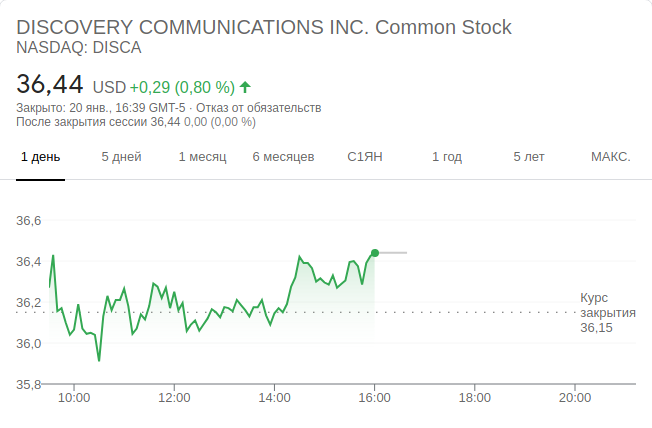 DISCOVERY COMMUNICATIONS INC. Common Stock
NASDAQ: DISCA
36,44 USD +0,29 (0,80 %)
Закрыто: 20 янв., 16:39 GMT-5 · Отказ от обязательств
После закрытия сессии 36,44 0,00 (0,00 %)
1 день 5 дней 1 месяц 6 месяцев С1ЯН 1 год 5 лет МАКС.
36,6
36,4
36,2
36,0
35,8
Курс
закрытия
36,15
10:00 12:00 14:00 16:00 18:00 20:00